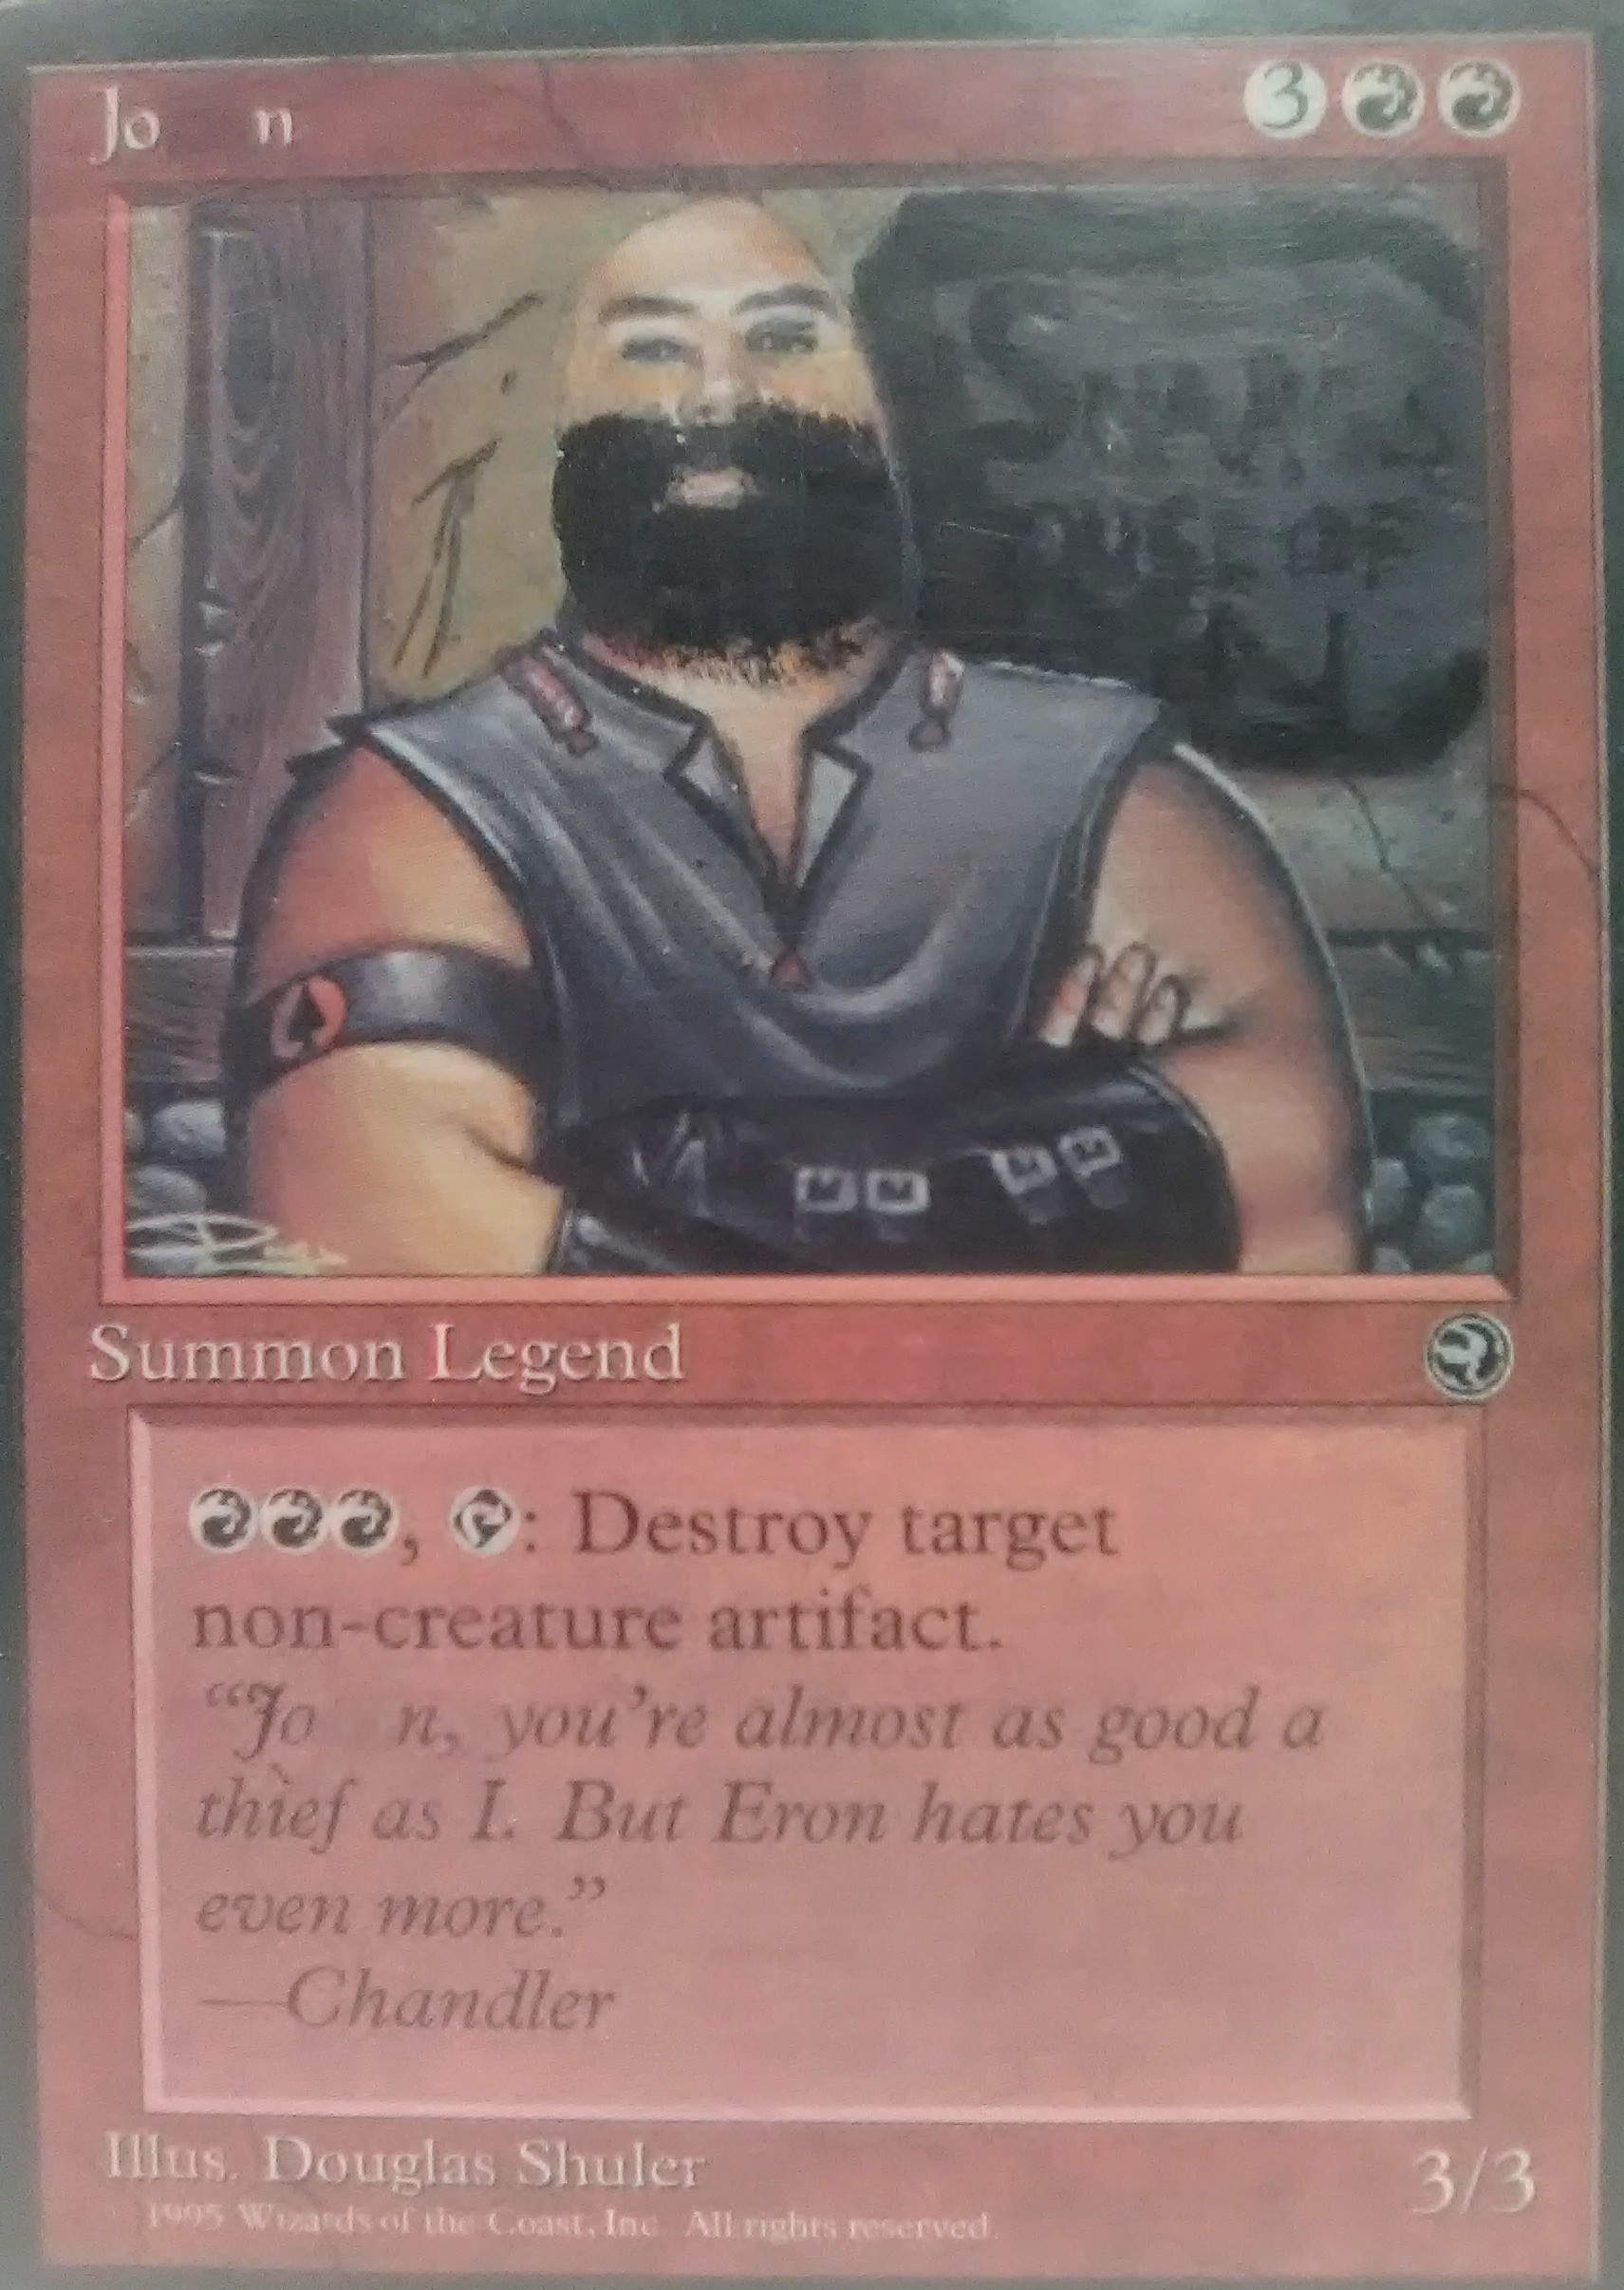 Jo n
3
Summon Legend
, : Destroy target
non-creature artifact.
“Jo n, you're almost as good a
thief as I. But Eron hates you
even more.”
—Chandler
Illus. Douglas Shuler
3/3
1995 Wizards of the Coast, Inc. All rights reserved.